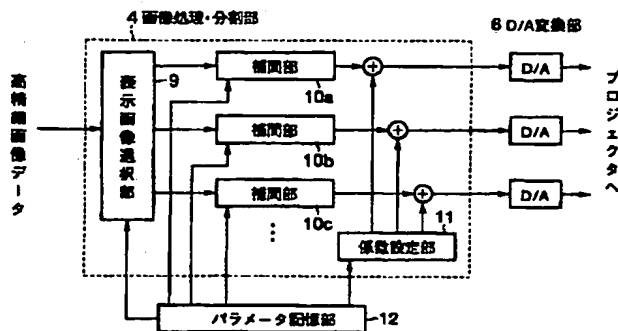 4 画像処理・分割部
6 D/A変換部
高精細画像データ
表示画像選択部
9
補間部
10a
D/A
補間部
10b
D/A
補間部
10c
D/A
プロジェクタへ
11
係数設定部
パラメータ記憶部
12